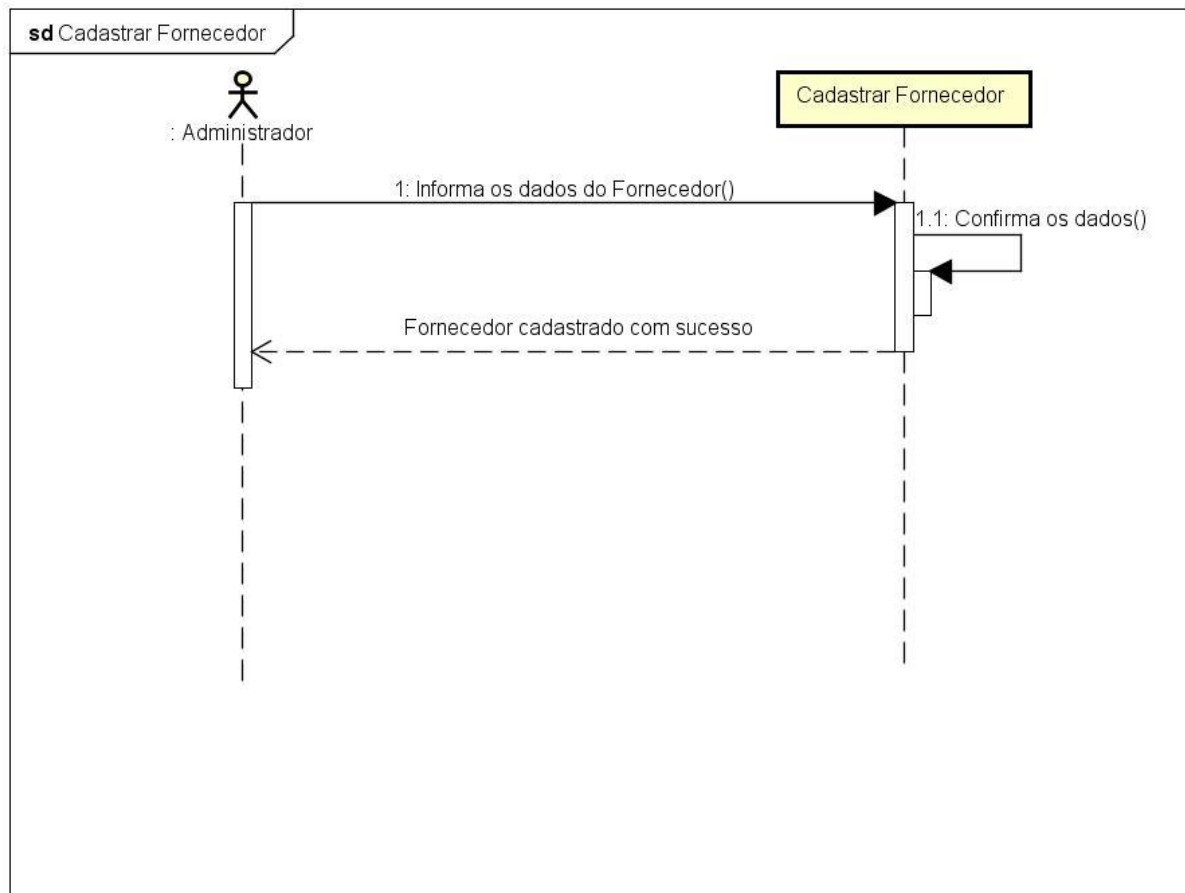 sd Cadastrar Fornecedor
: Administrador
Cadastrar Fornecedor
1: Informa os dados do Fornecedor()
1.1: Confirma os dados()
Fornecedor cadastrado com sucesso